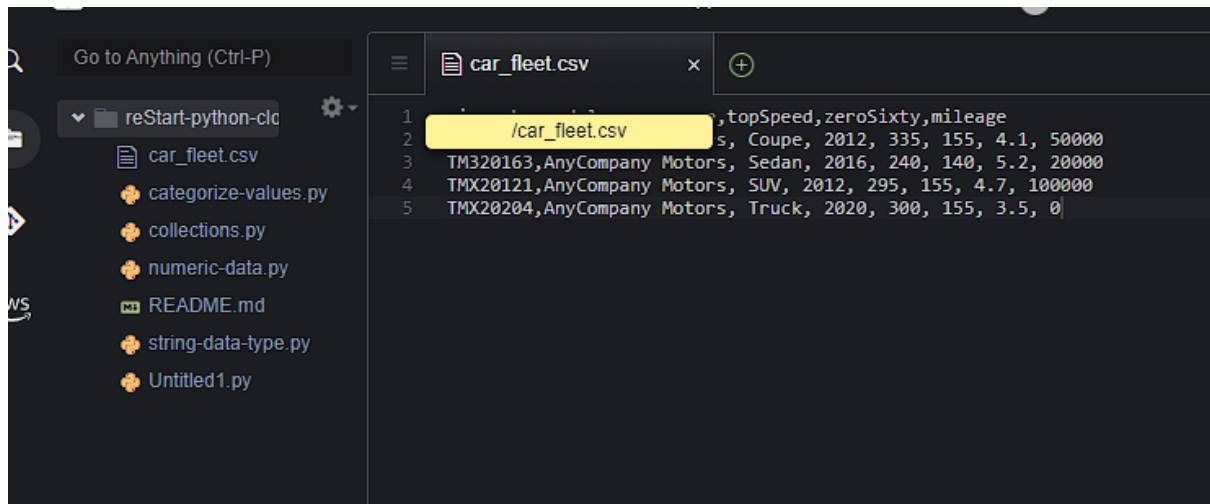 Go to Anything (Ctrl-P)
car_fleet.csv ×
reStart-python-clo
car_fleet.csv
categorize-values.py
collections.py
numeric-data.py
README.md
string-data-type.py
Untitled1.py
WS
/car_fleet.csv
1 ,topSpeed,zeroSixty,mileage
2 s, Coupe, 2012, 335, 155, 4.1, 50000
3 TM320163,AnyCompany Motors, Sedan, 2016, 240, 140, 5.2, 20000
4 TMX20121,AnyCompany Motors, SUV, 2012, 295, 155, 4.7, 100000
5 TMX20204,AnyCompany Motors, Truck, 2020, 300, 155, 3.5, 0